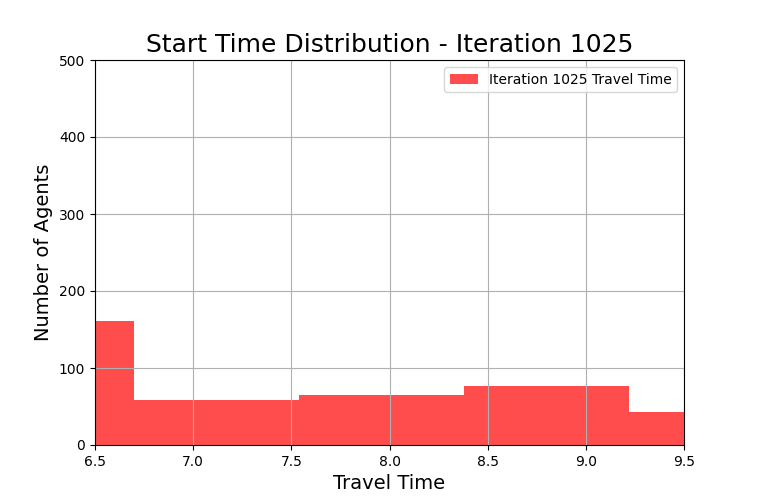 Start Time Distribution - Iteration 1025
Iteration 1025 Travel Time
Number of Agents
500
400
300
200
100
0
6.5 7.0 7.5 8.0 8.5 9.0 9.5
Travel Time